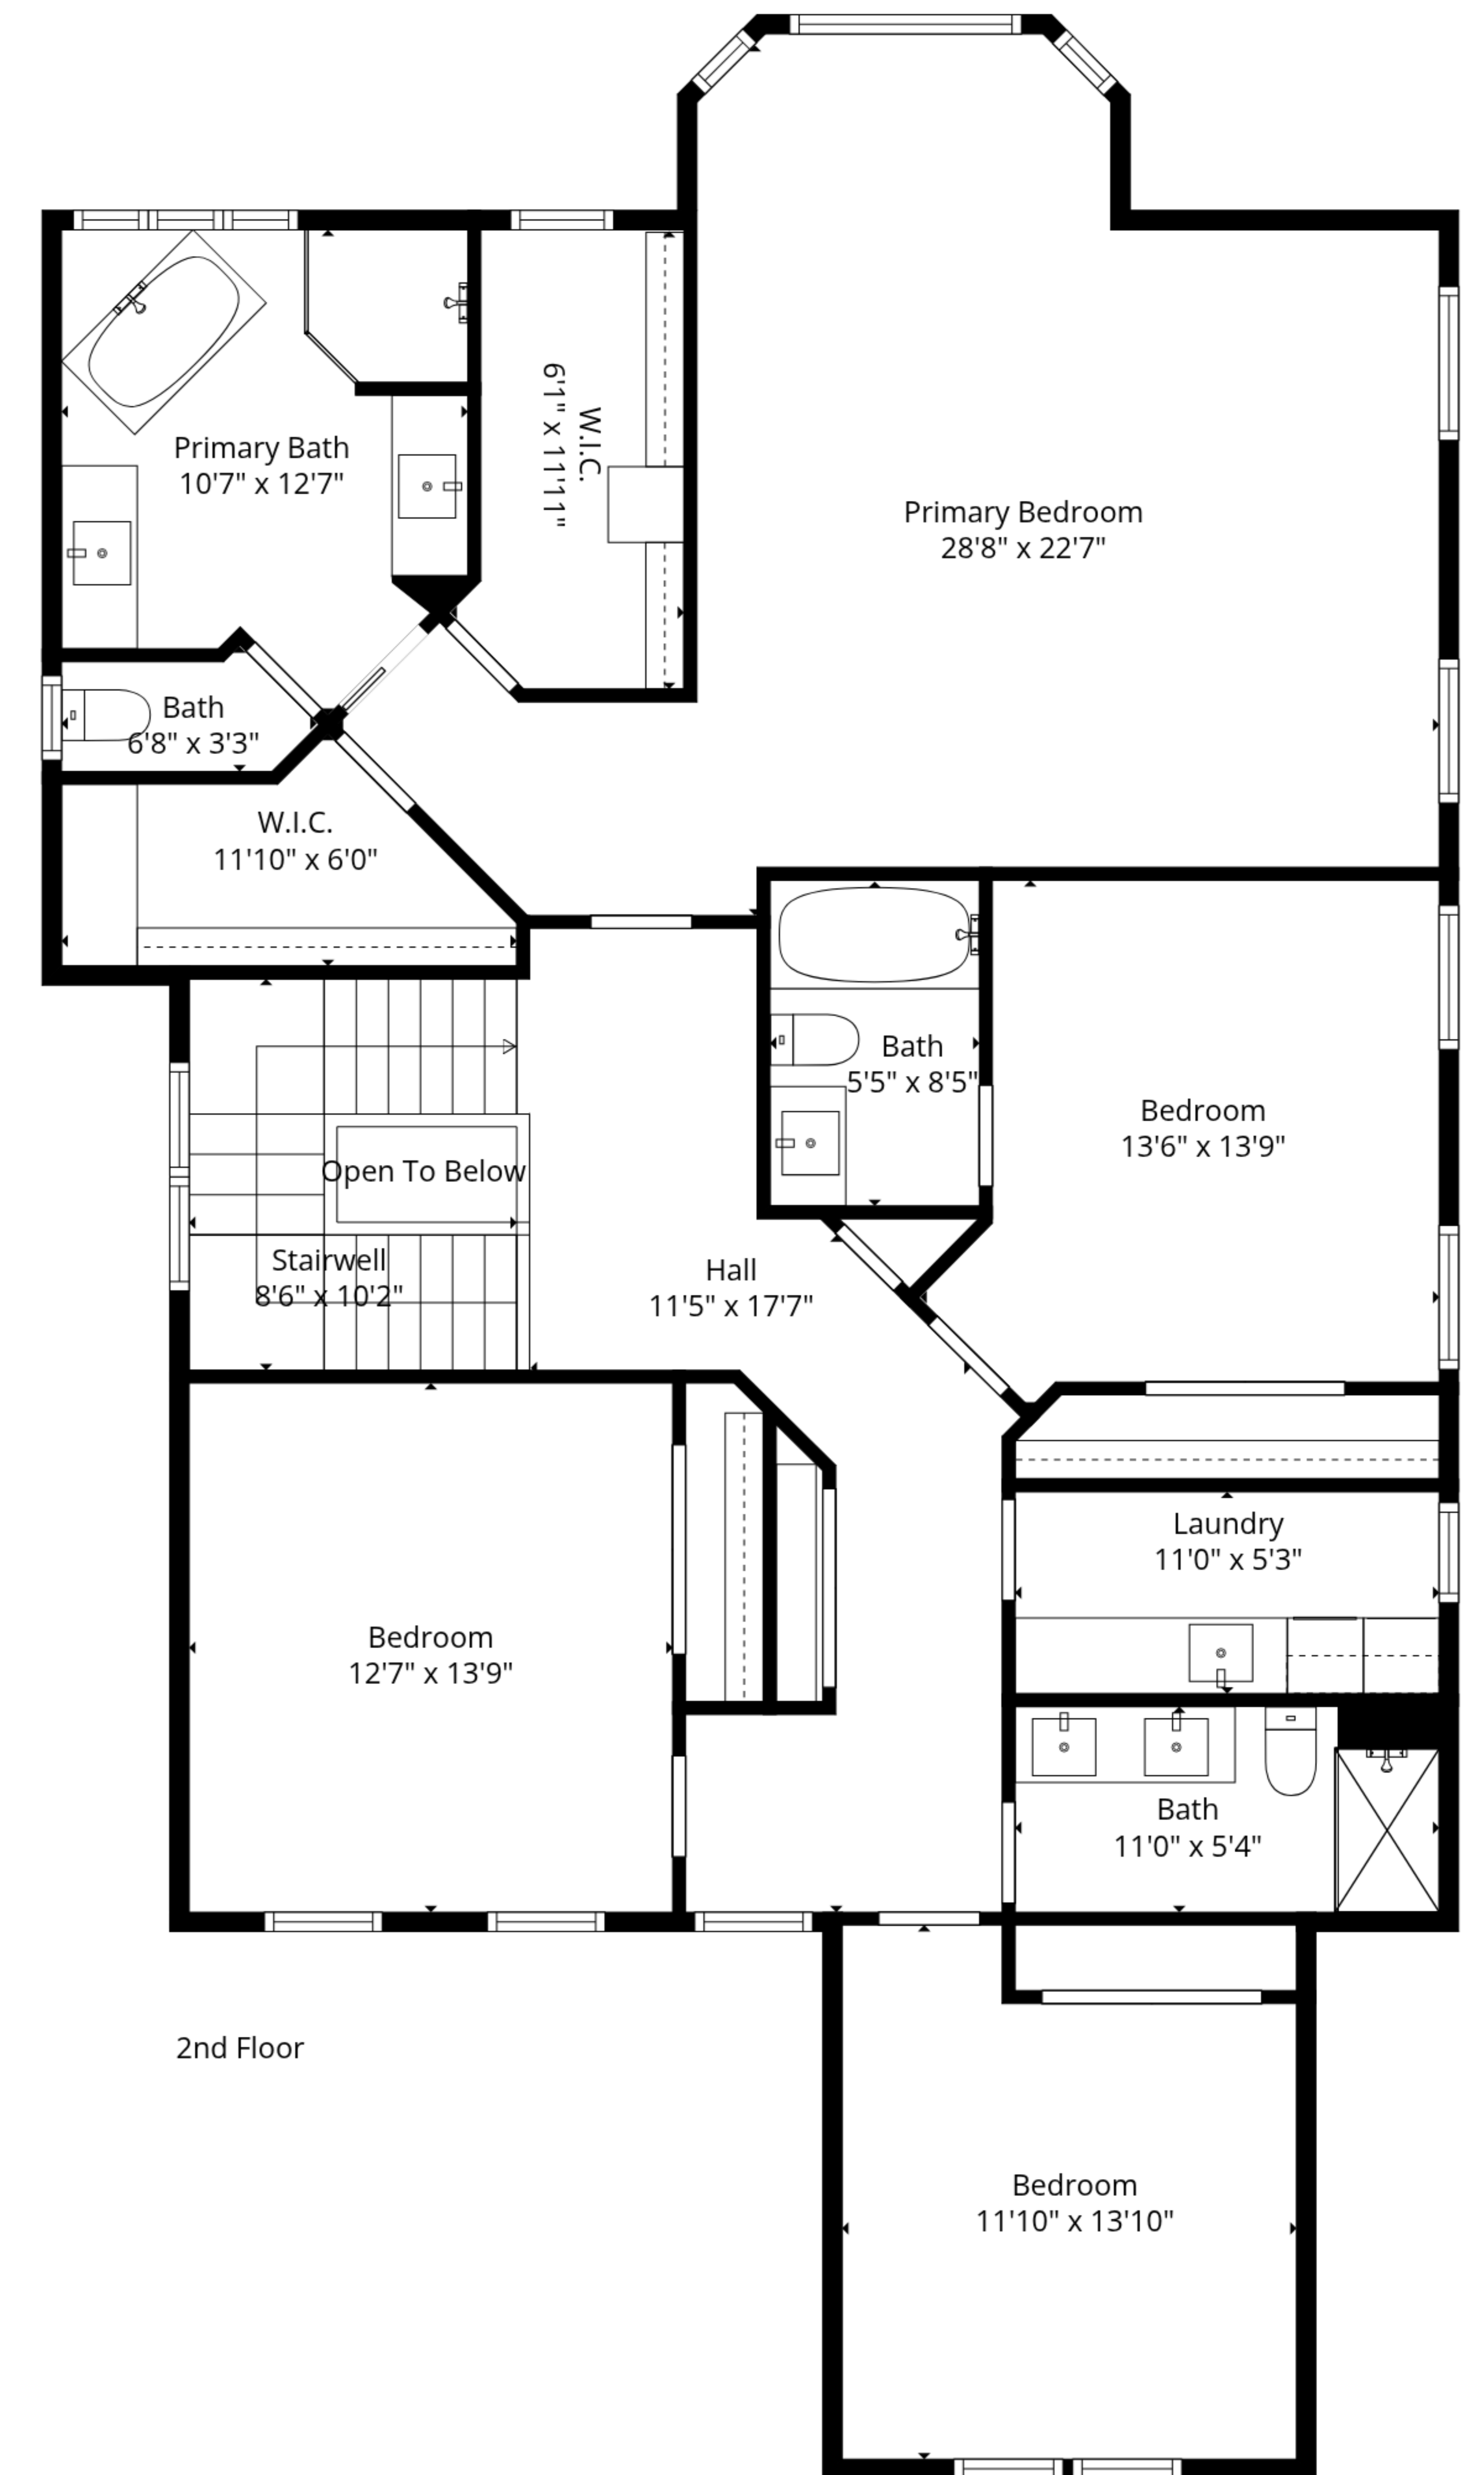 Primary Bath
10'7" x 12'7"
W.I.C.
6'1" x 11'11"
Primary Bedroom
28'8" x 22'7"
Bath
6'8" x 3'3"
W.I.C.
11'10" x 6'0"
Bath
5'5" x 8'5"
Bedroom
13'6" x 13'9"
Open To Below
Stairwell
8'6" x 10'2"
Hall
11'5" x 17'7"
Laundry
11'0" x 5'3"
Bedroom
12'7" x 13'9"
Bath
11'0" x 5'4"
2nd Floor
Bedroom
11'10" x 13'10"